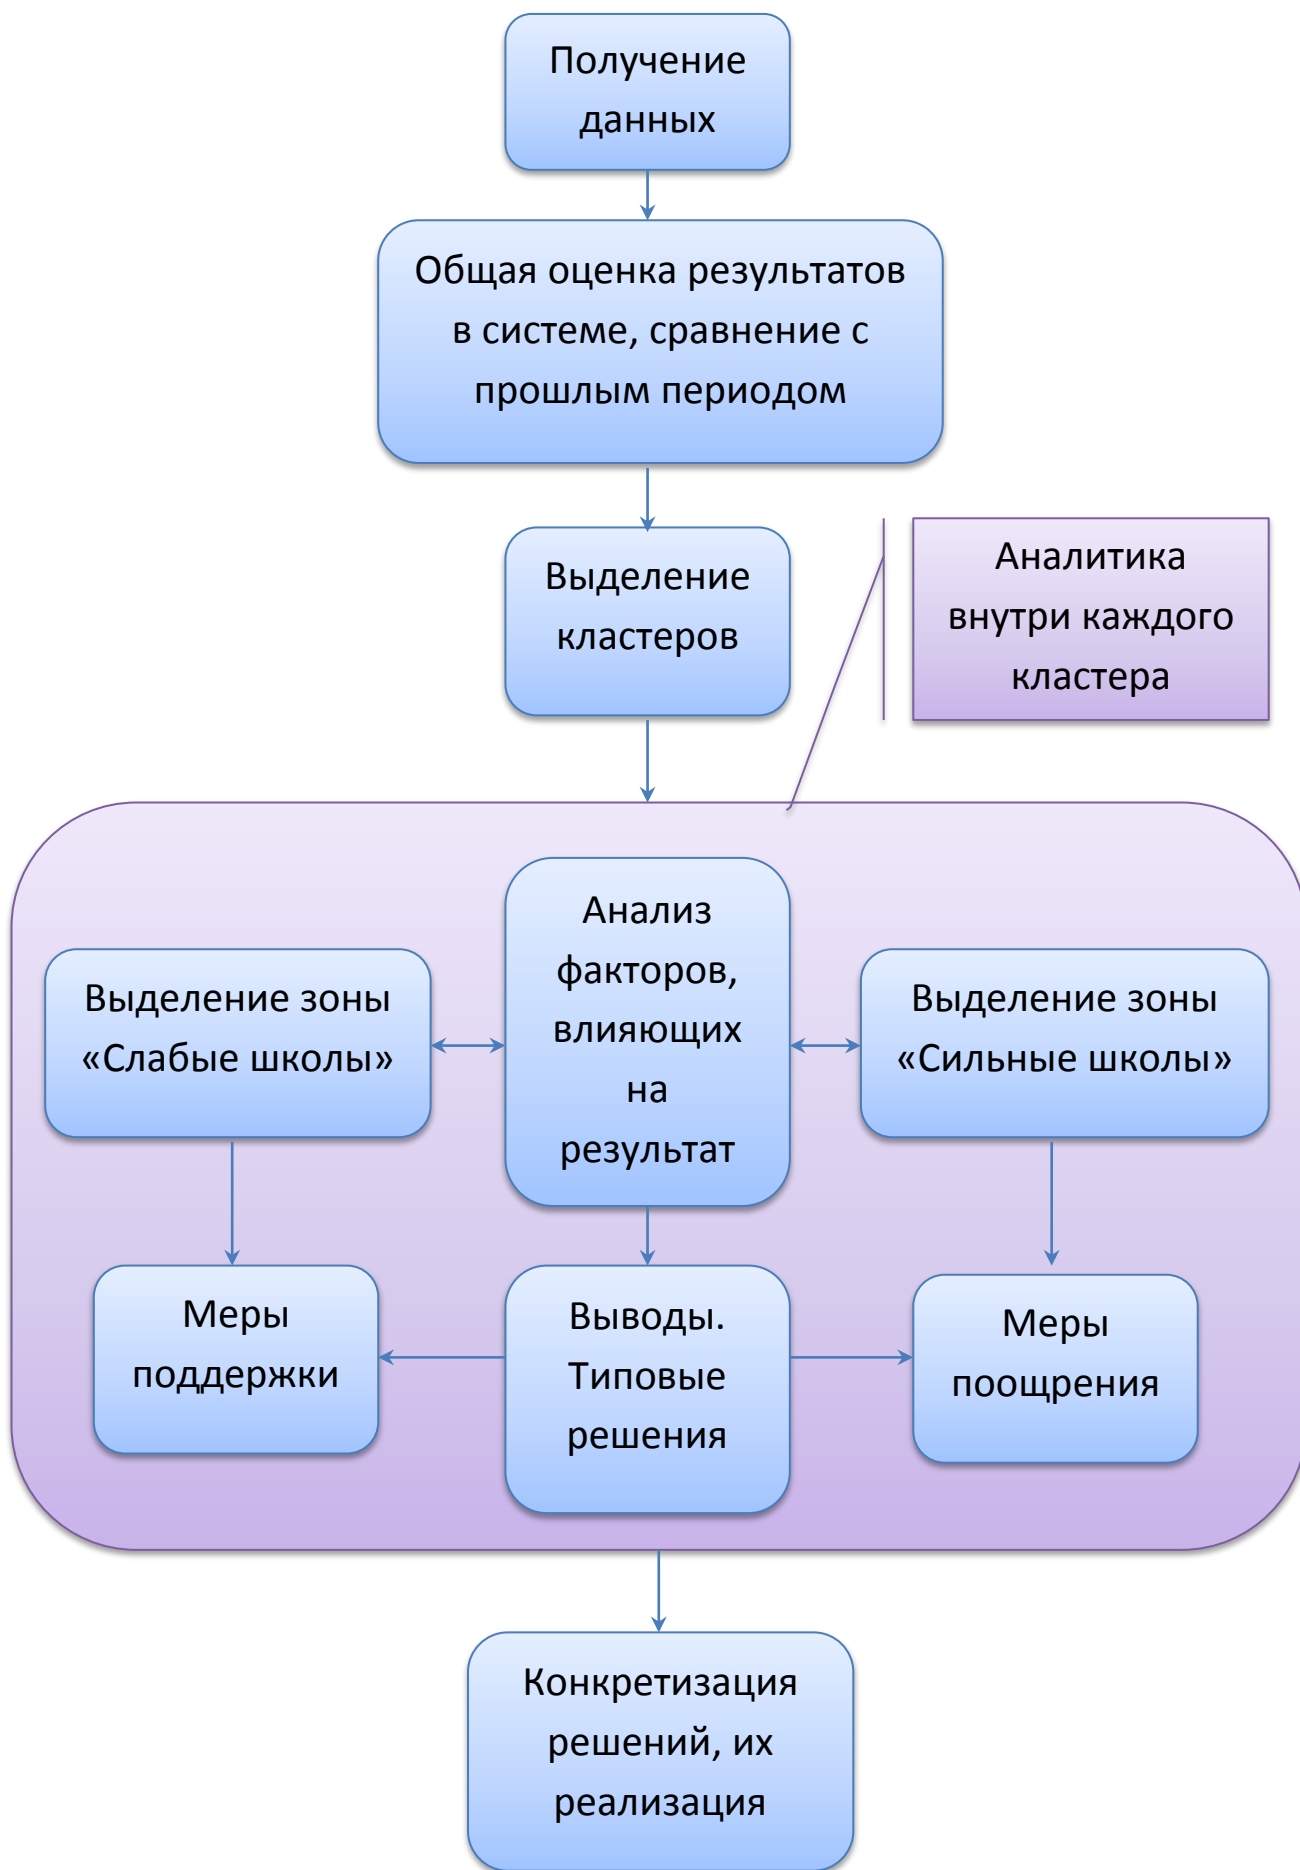 Получение
данных
Общая оценка результатов
в системе, сравнение с
прошлым периодом
Выделение
кластеров
Аналитика
внутри каждого
кластера
Анализ
факторов,
влияющих
на
результат
Выделение зоны
«Слабые школы»
Выделение зоны
«Сильные школы»
Меры
поддержки
Выводы.
Типовые
решения
Меры
поощрения
Конкретизация
решений, их
реализация